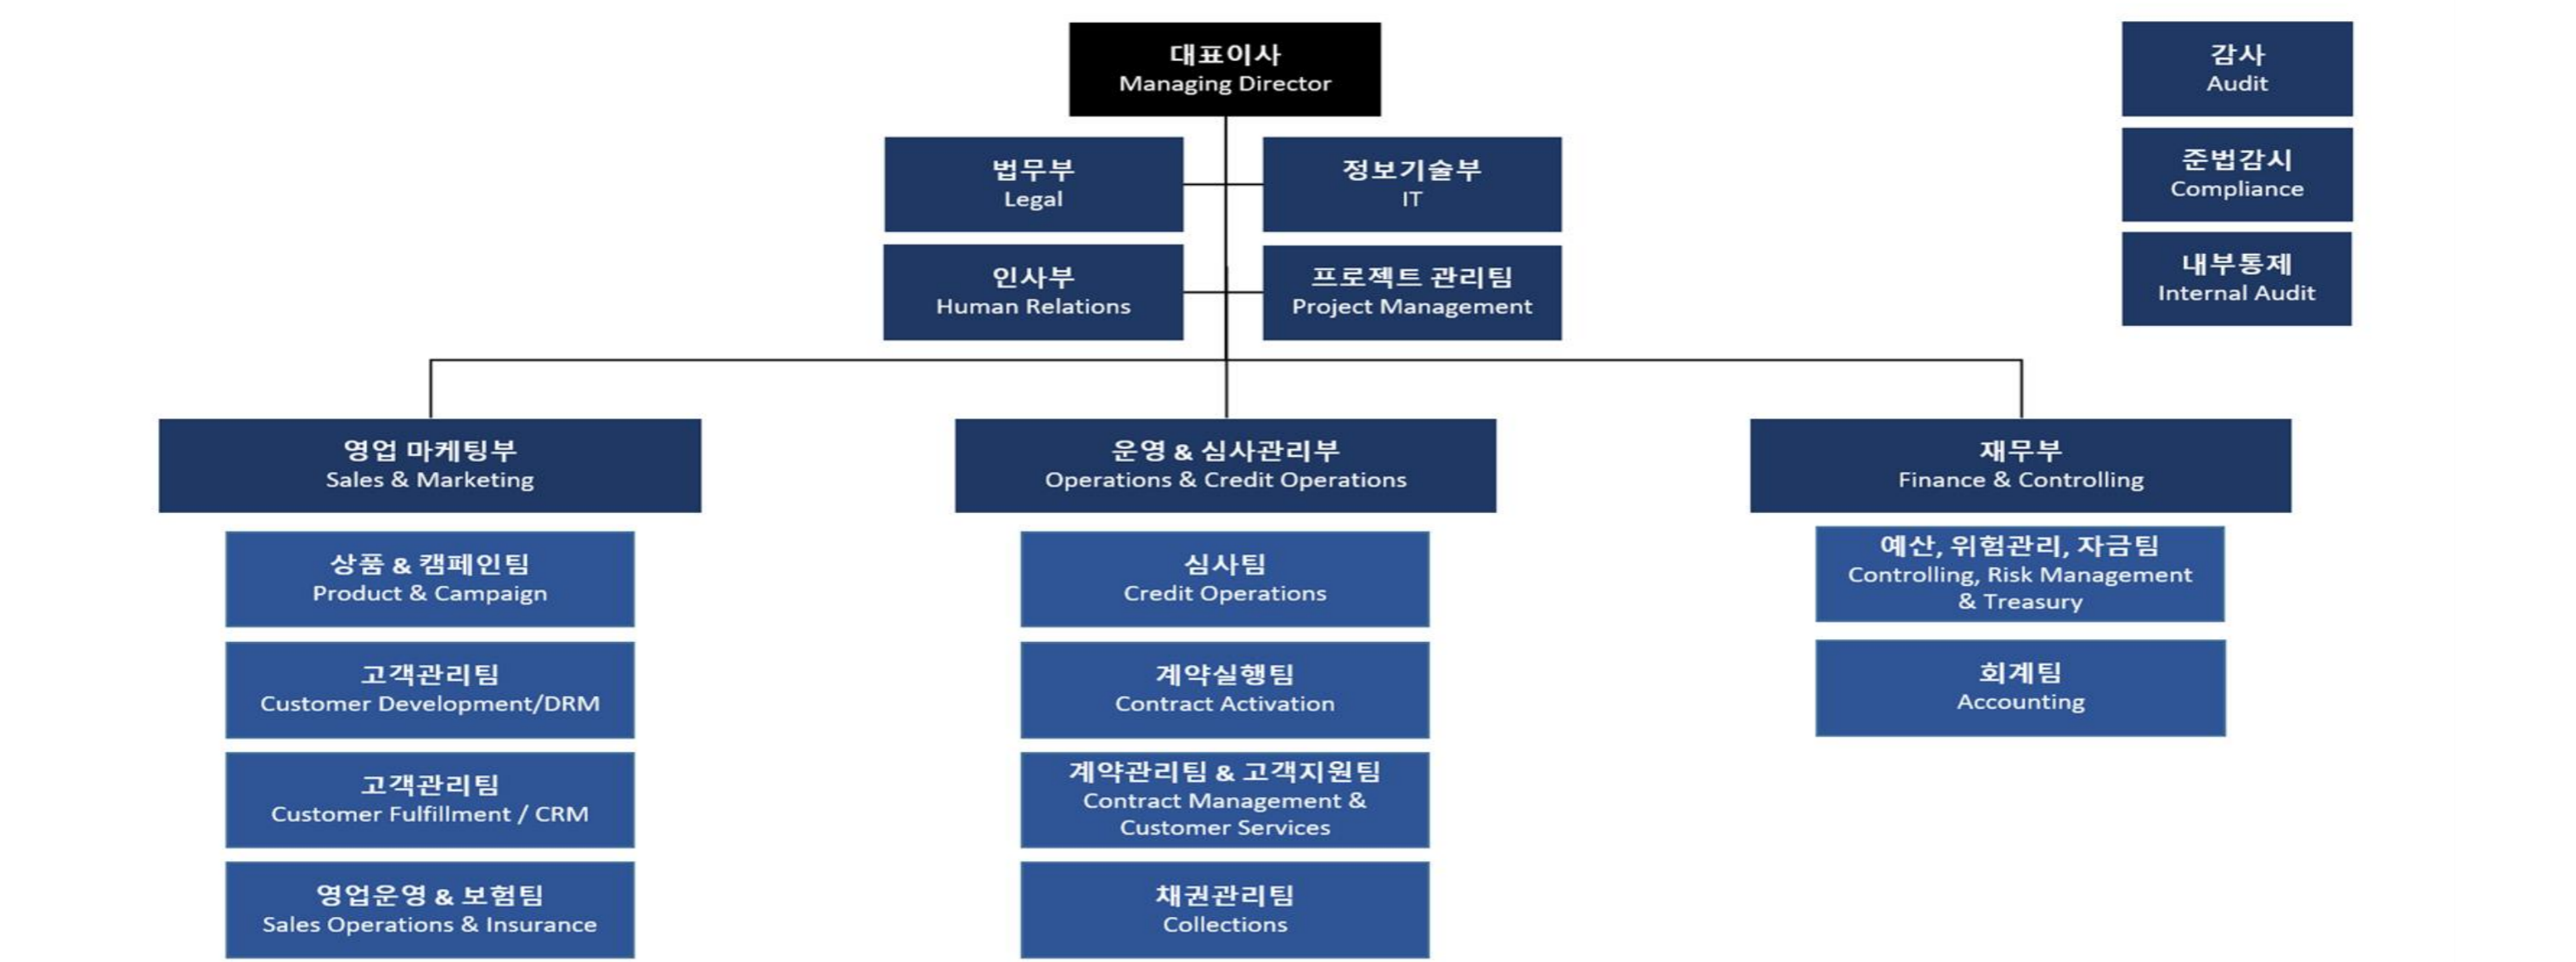 대표이사
Managing Director
감사
Audit
법무부
Legal
정보기술부
IT
준법감시
Compliance
인사부
Human Relations
프로젝트 관리팀
Project Management
내부통제
Internal Audit
영업 마케팅부
Sales & Marketing
운영 & 심사관리부
Operations & Credit Operations
재무부
Finance & Controlling
상품 & 캠페인팀
Product & Campaign
고객관리팀
Customer Development/DRM
고객관리팀
Customer Fulfillment / CRM
영업운영 & 보험팀
Sales Operations & Insurance
심사팀
Credit Operations
계약실행팀
Contract Activation
계약관리팀 & 고객지원팀
Contract Management &
Customer Services
채권관리팀
Collections
예산, 위험관리, 자금팀
Controlling, Risk Management
& Treasury
회계팀
Accounting